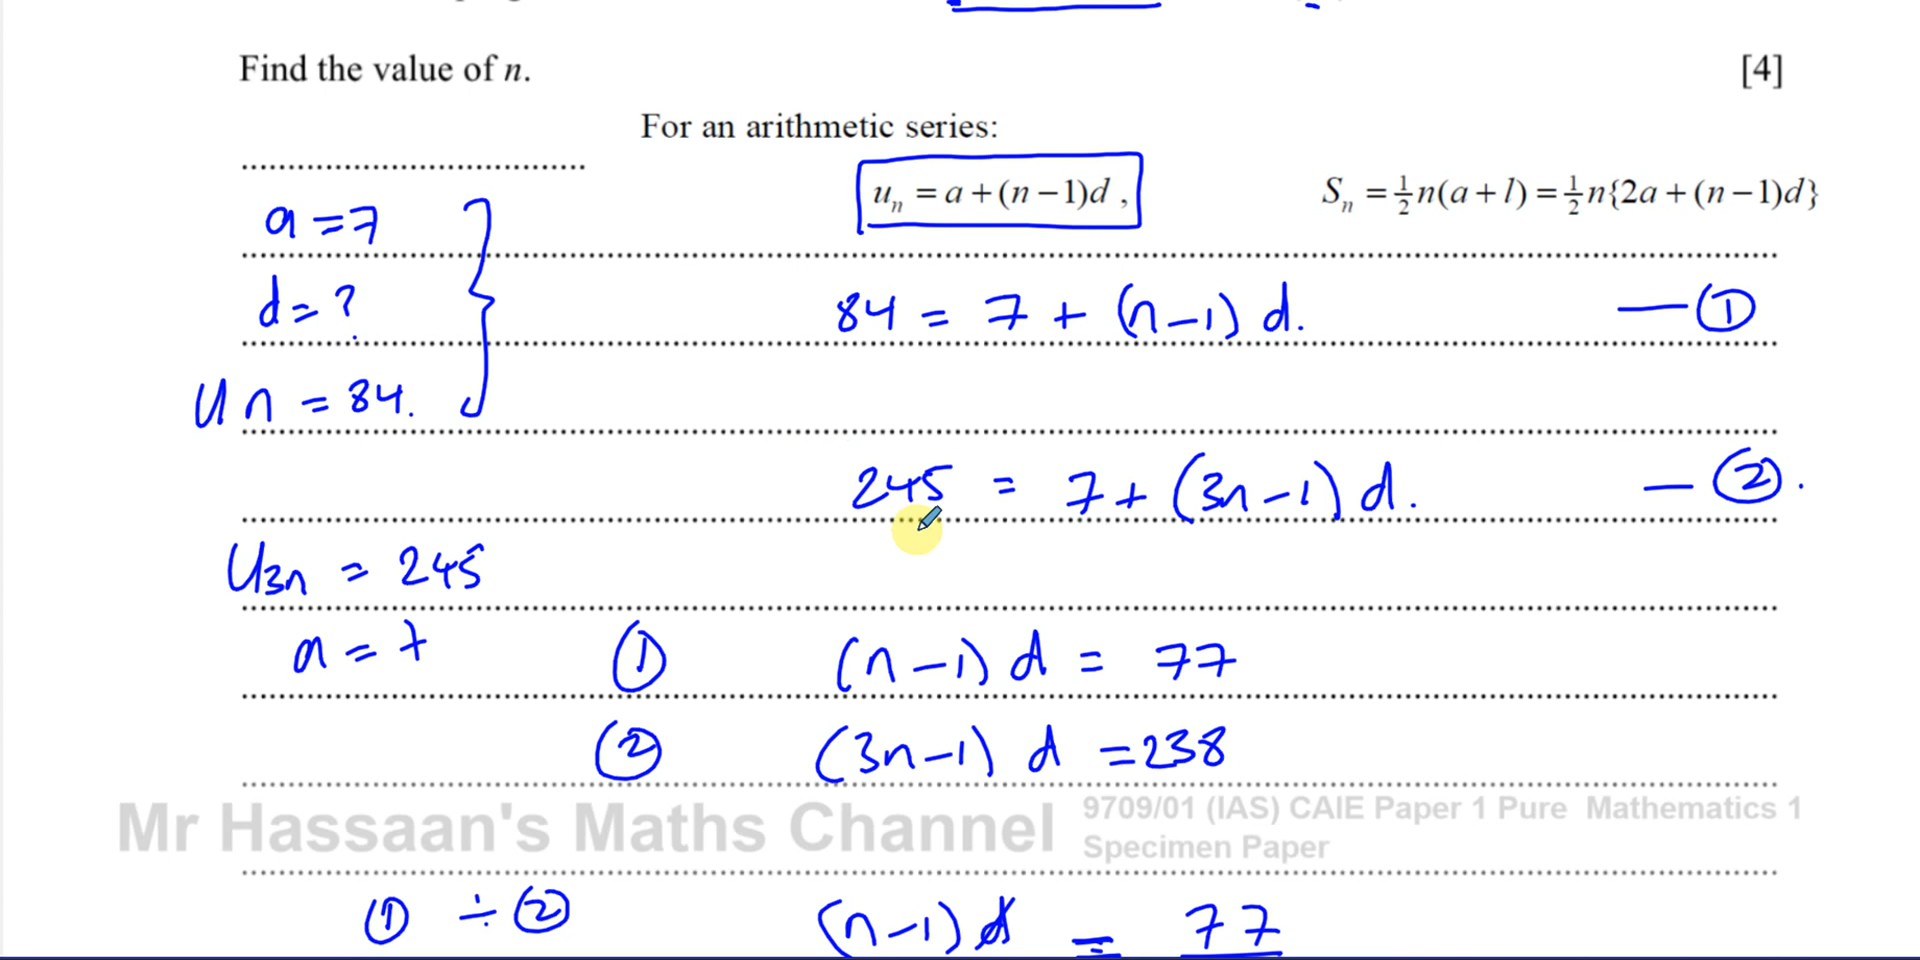 Find the value of n. [4]
For an arithmetic series:
uₙ = a + (n − 1)d ,
Sₙ = ½n(a + l) = ½n{2a + (n − 1)d}
a = 7
d = ?
Un = 84.
84 = 7 + (n − 1) d. — ①
245 = 7 + (3n − 1) d. — ②.
U3n = 245
a = 7
① (n − 1) d = 77
② (3n − 1) d = 238
Mr Hassaan's Maths Channel
9709/01 (IAS) CAIE Paper 1 Pure Mathematics 1
Specimen Paper
① ÷ ② (n − 1) d = 77